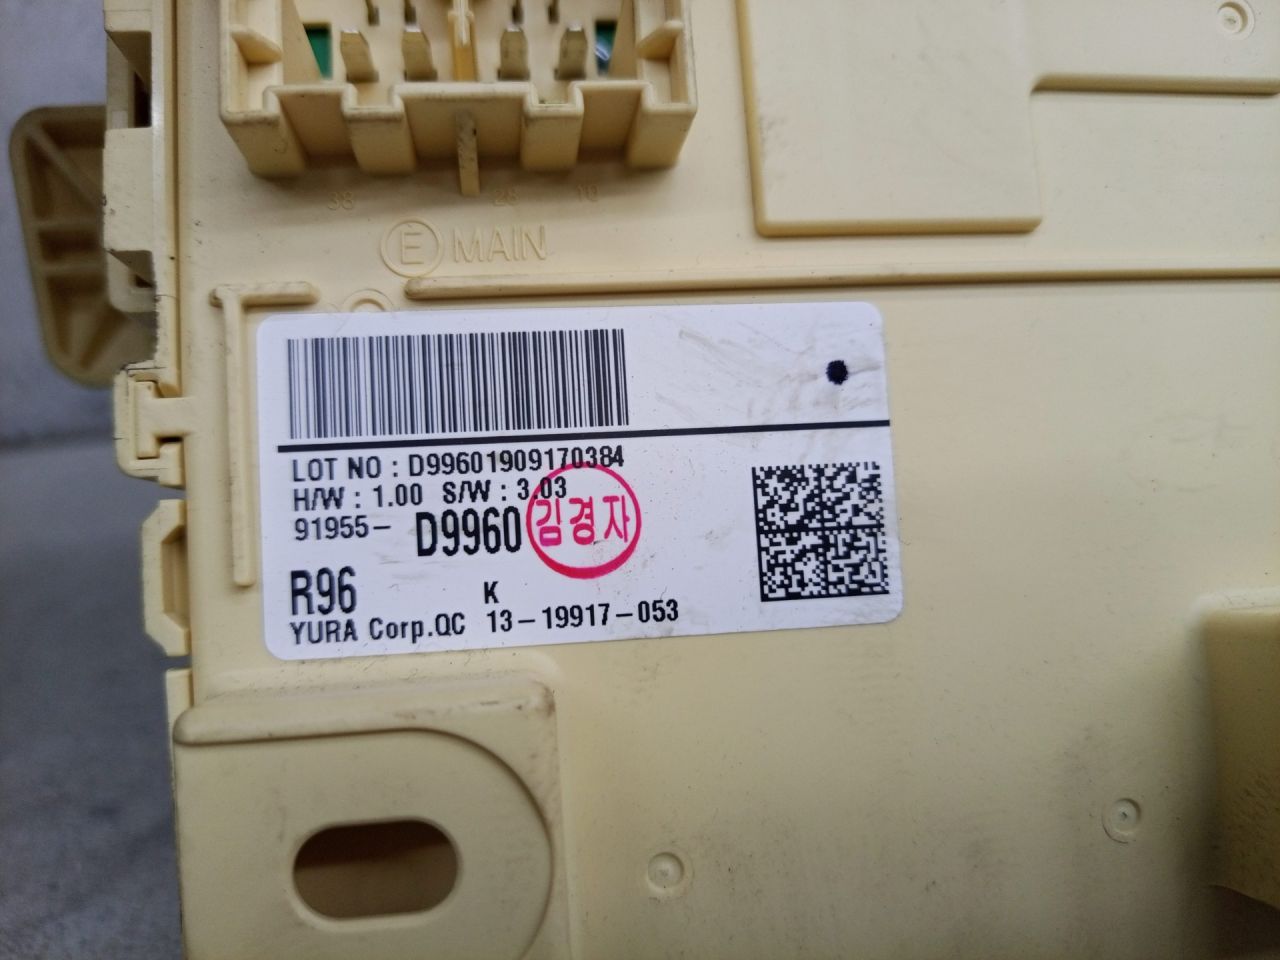 38 28 10
E MAIN
LOT NO : D99601909170384
H/W : 1.00 S/W : 3.03
91955- D9960
김경자
R96 K
YURA Corp.QC 13-19917-053